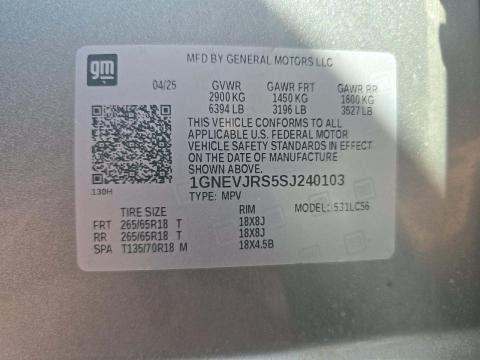 gm
MFD BY GENERAL MOTORS LLC
04/25 GVWR GAWR FRT GAWR RR
2900 KG 1450 KG 1600 KG
6394 LB 3196 LB 3527 LB
THIS VEHICLE CONFORMS TO ALL
APPLICABLE U.S. FEDERAL MOTOR
VEHICLE SAFETY STANDARDS IN EFFECT
ON THE DATE OF MANUFACTURE SHOWN ABOVE.
1GNEVJRS5SJ240103
130H
TYPE: MPV MODEL: 531LC56
TIRE SIZE RIM
FRT 265/65R18 T 18X8J
RR 265/65R18 T 18X8J
SPA T135/70R18 M 18X4.5B